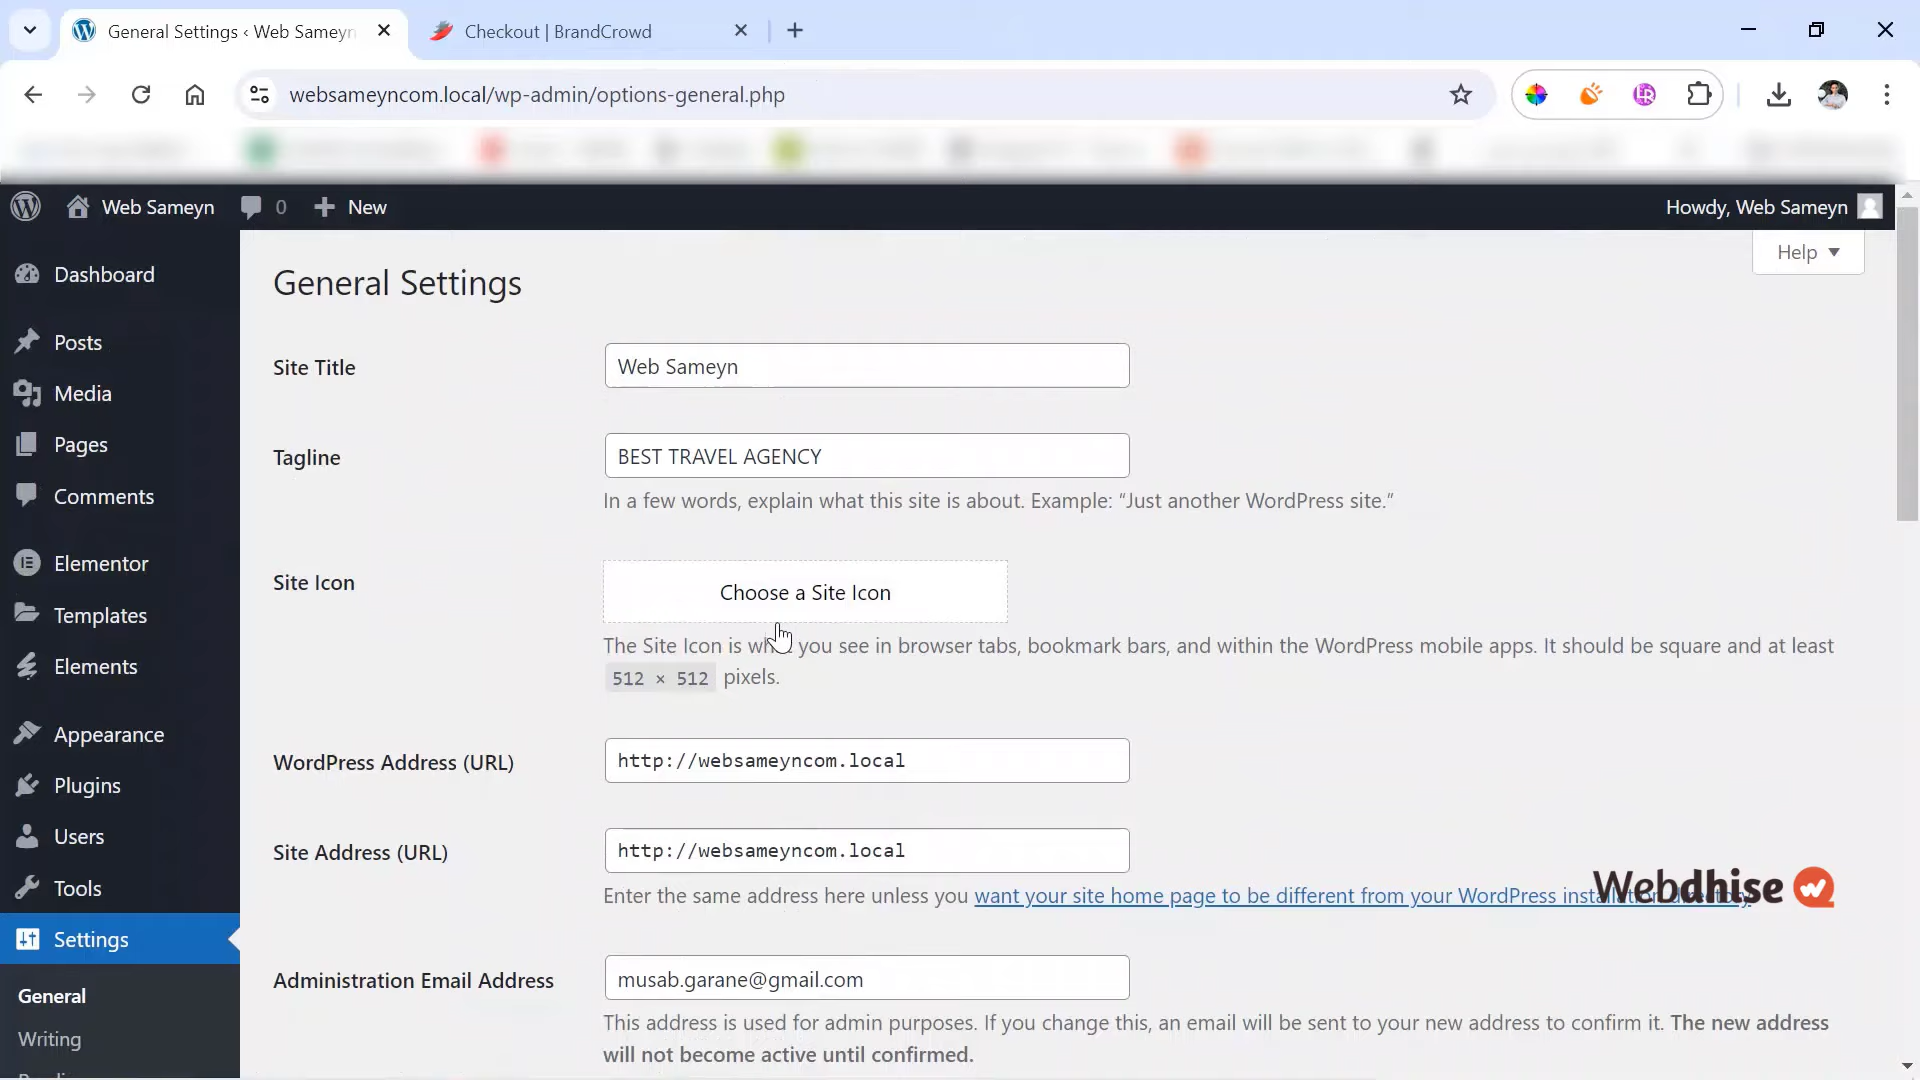 General Settings ‹ Web Sameyn
Checkout | BrandCrowd
websameyncom.local/wp-admin/options-general.php
Web Sameyn
0
New
Howdy, Web Sameyn
Help
Dashboard
Posts
Media
Pages
Comments
Elementor
Templates
Elements
Appearance
Plugins
Users
Tools
Settings
General
Writing
General Settings
Site Title
Web Sameyn
Tagline
BEST TRAVEL AGENCY
In a few words, explain what this site is about. Example: “Just another WordPress site.”
Site Icon
Choose a Site Icon
The Site Icon is what you see in browser tabs, bookmark bars, and within the WordPress mobile apps. It should be square and at least
512 × 512 pixels.
WordPress Address (URL)
http://websameyncom.local
Site Address (URL)
http://websameyncom.local
Enter the same address here unless you want your site home page to be different from your WordPress installation directory.
Webdhise
Administration Email Address
musab.garane@gmail.com
This address is used for admin purposes. If you change this, an email will be sent to your new address to confirm it. The new address
will not become active until confirmed.